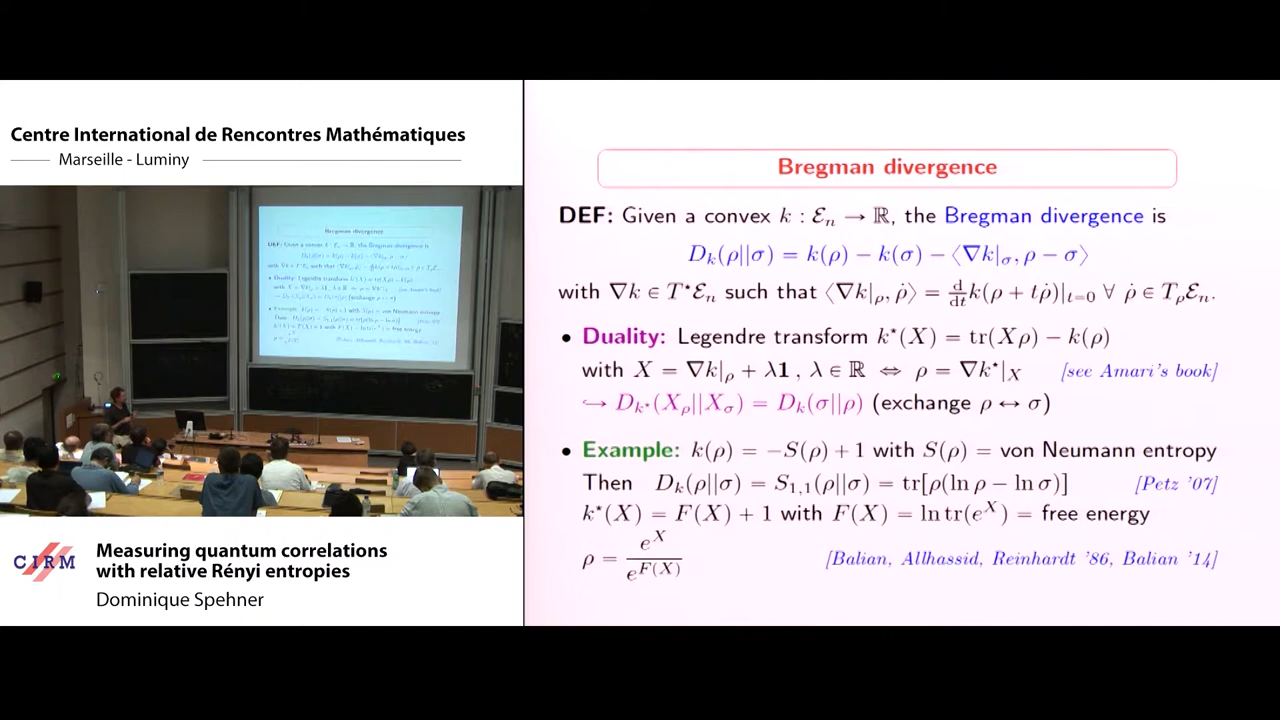 Centre International de Rencontres Mathématiques
Marseille - Luminy
CIRM
Measuring quantum correlations
with relative Rényi entropies
Dominique Spehner
Bregman divergence
DEF: Given a convex k : ℰₙ → ℝ, the Bregman divergence is
Dₖ(ρ||σ) = k(ρ) − k(σ) − ⟨∇k|_σ, ρ − σ⟩
with ∇k ∈ T*ℰₙ such that ⟨∇k|_ρ, ρ̇⟩ = d/dt k(ρ + tρ̇)|_{t=0} ∀ ρ̇ ∈ T_ρℰₙ.
• Duality: Legendre transform k*(X) = tr(Xρ) − k(ρ)
with X = ∇k|_ρ + λ1 , λ ∈ ℝ ⇔ ρ = ∇k*|_X [see Amari's book]
↪ D_{k*}(X_ρ||X_σ) = D_k(σ||ρ) (exchange ρ ↔ σ)
• Example: k(ρ) = −S(ρ) + 1 with S(ρ) = von Neumann entropy
Then D_k(ρ||σ) = S_{1,1}(ρ||σ) = tr[ρ(ln ρ − ln σ)] [Petz '07]
k*(X) = F(X) + 1 with F(X) = ln tr(e^X) = free energy
ρ = e^X / e^{F(X)} [Balian, Allhassid, Reinhardt '86, Balian '14]